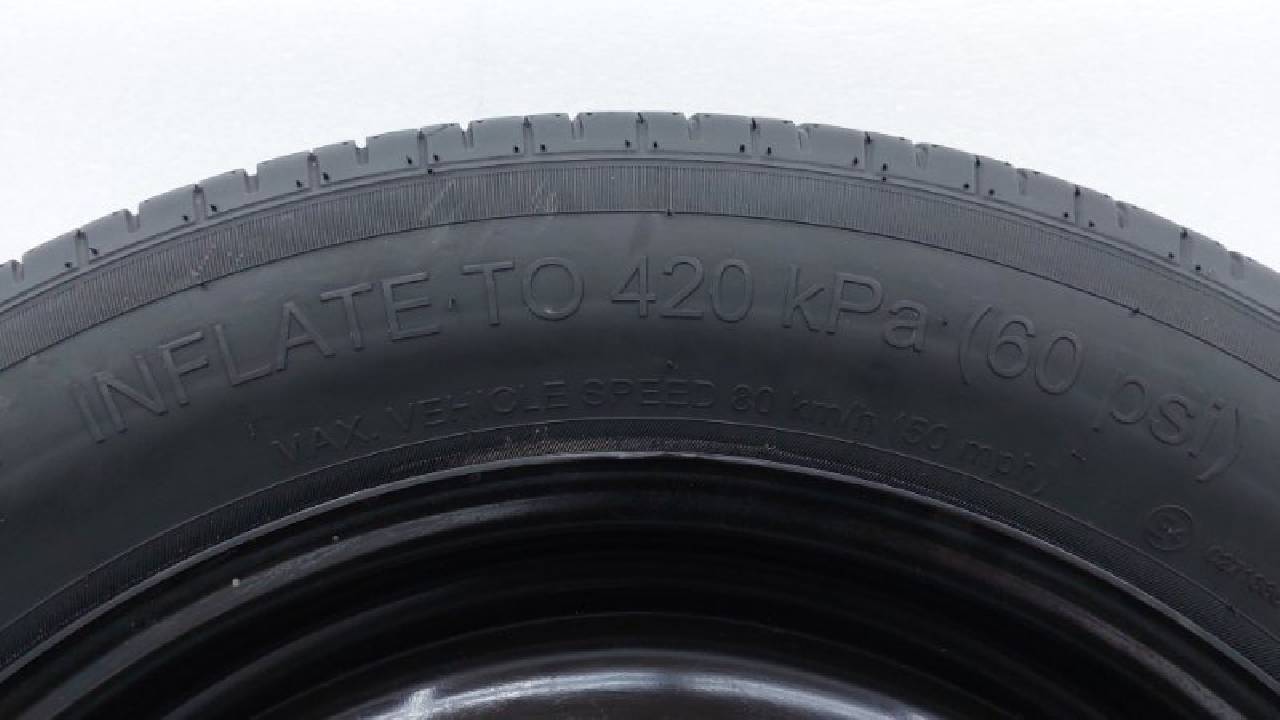 INFLATE TO 420 kPa (60 psi)
MAX. VEHICLE SPEED 80 km/h (50 mph)